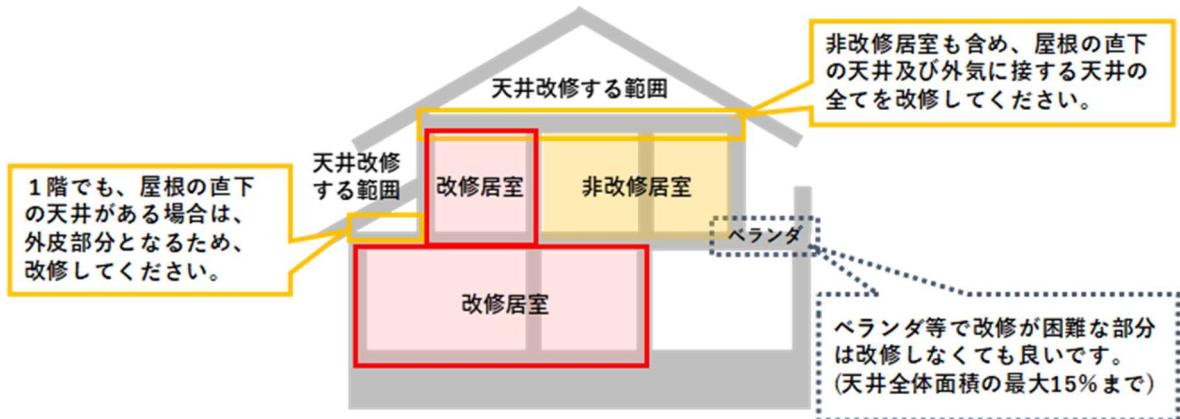 天井改修する範囲
非改修居室も含め、屋根の直下
の天井及び外気に接する天井の
全てを改修してください。
天井改修
する範囲
１階でも、屋根の直下
の天井がある場合は、
外皮部分となるため、
改修してください。
改修居室
非改修居室
ベランダ
改修居室
ベランダ等で改修が困難な部分
は改修しなくても良いです。
(天井全体面積の最大15%まで)